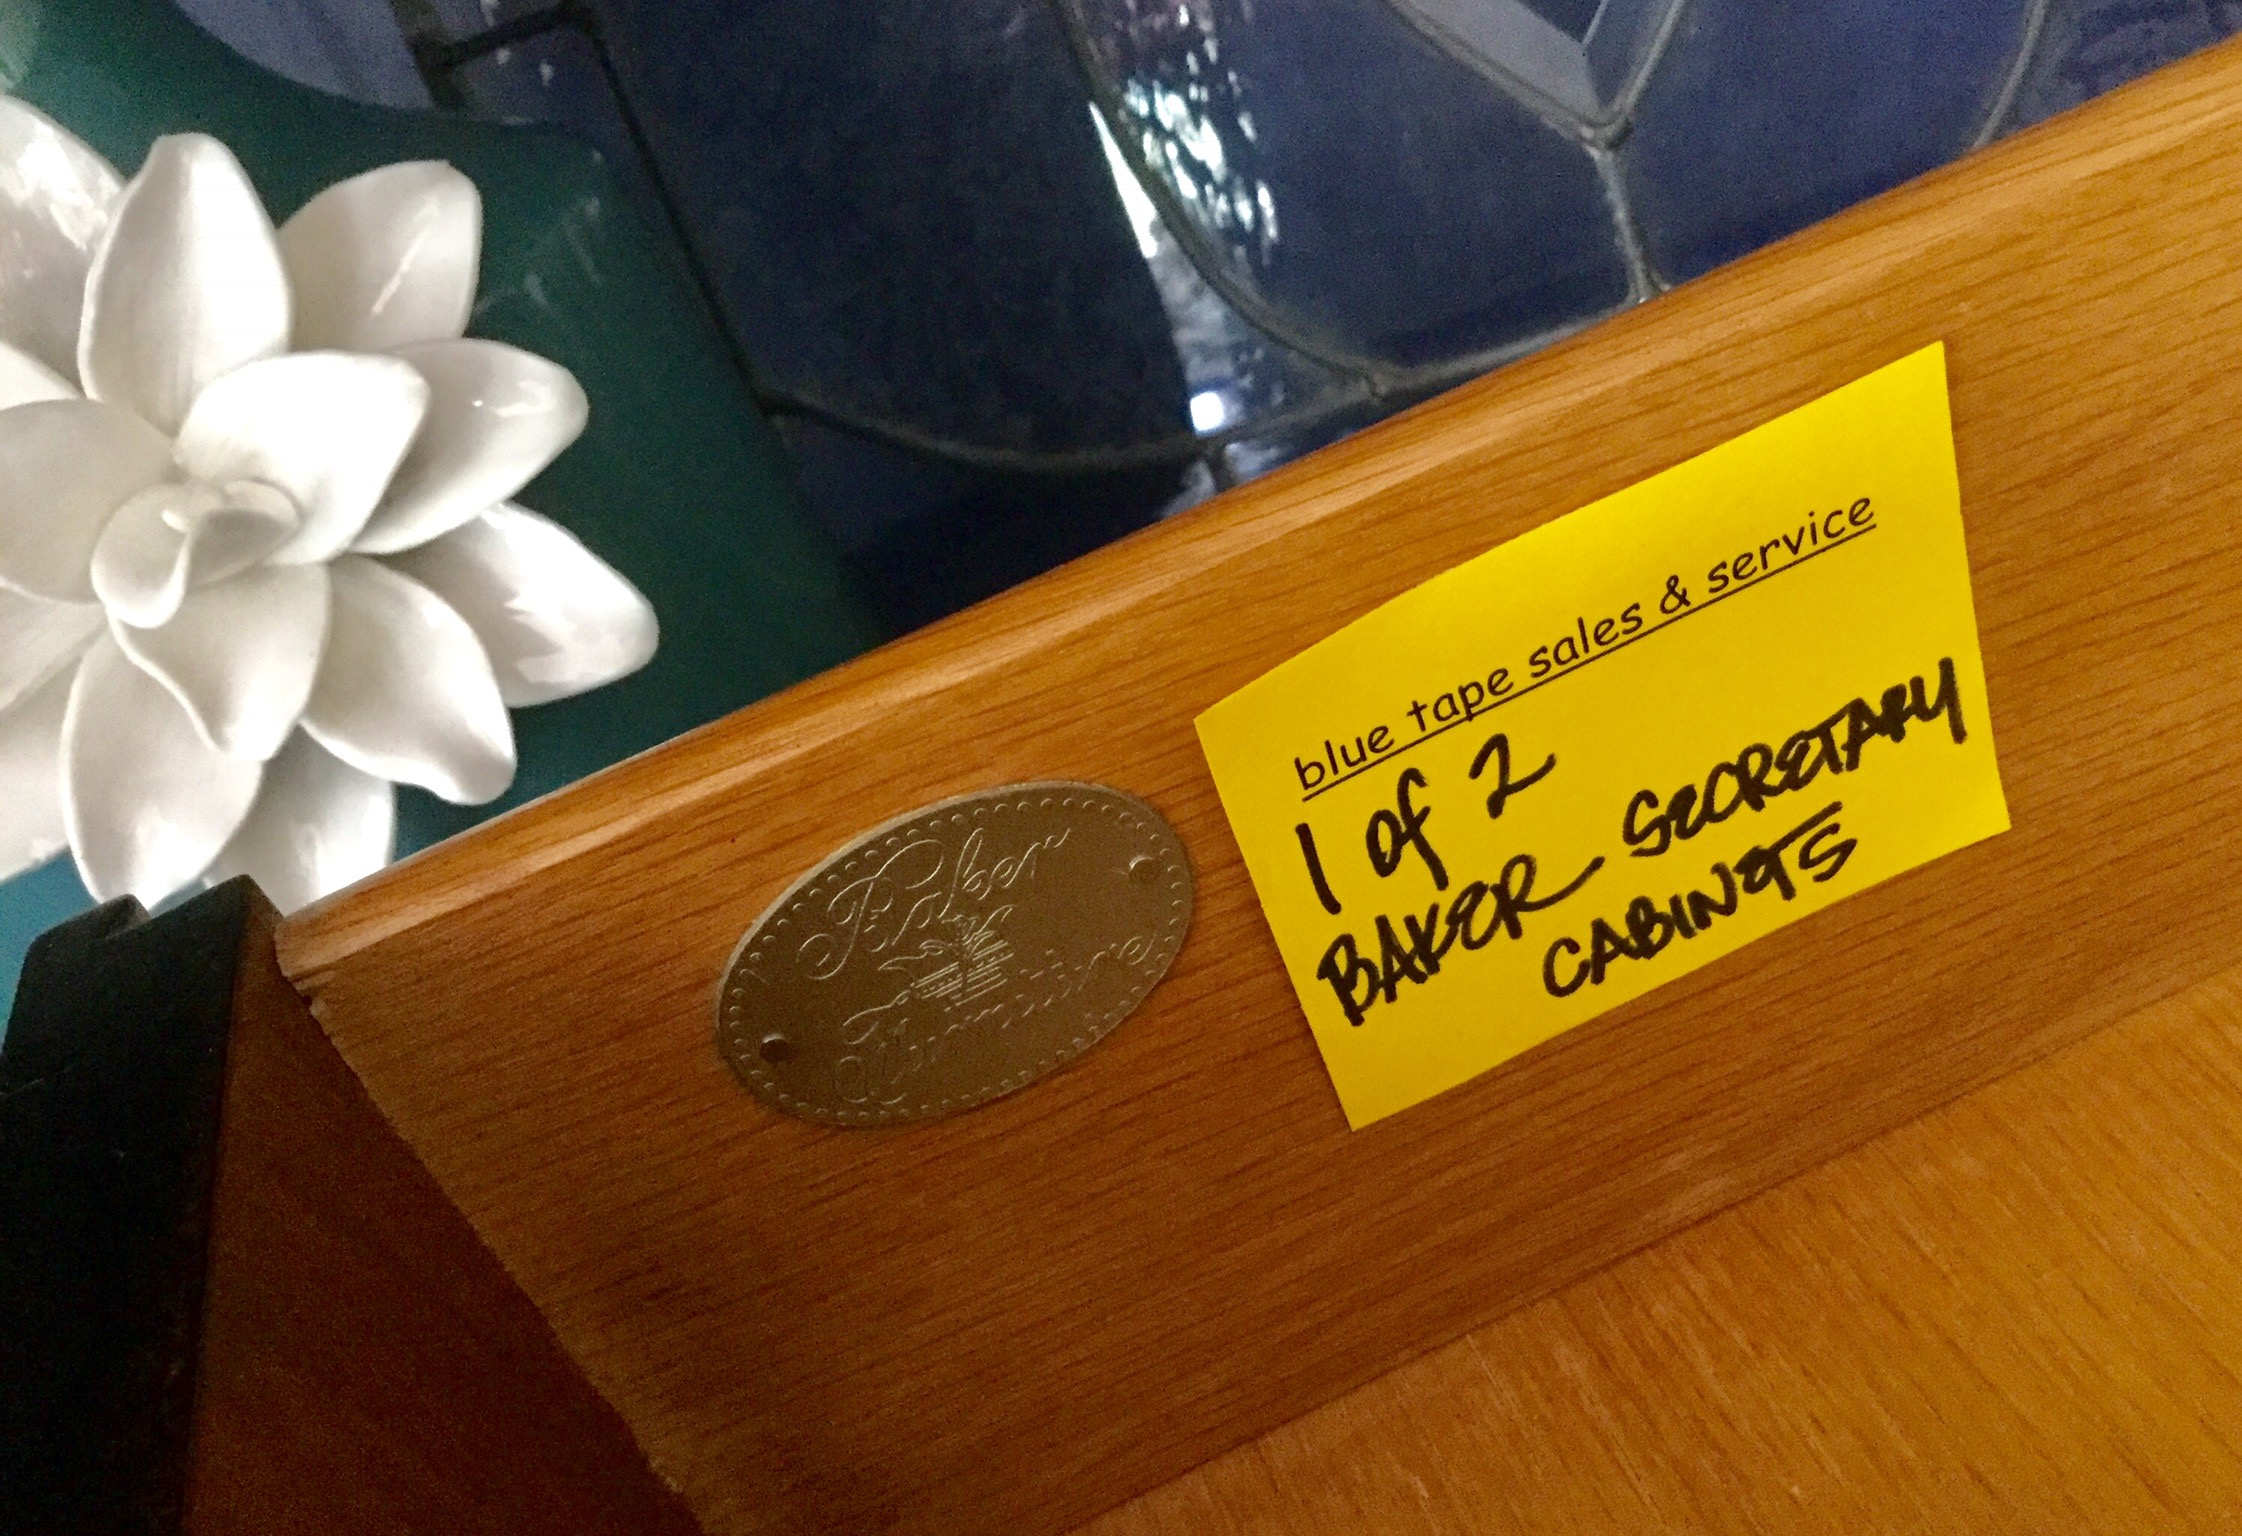 Baker
Furniture
blue tape sales & service
1 of 2
BAKER SECRETARY
CABINETS